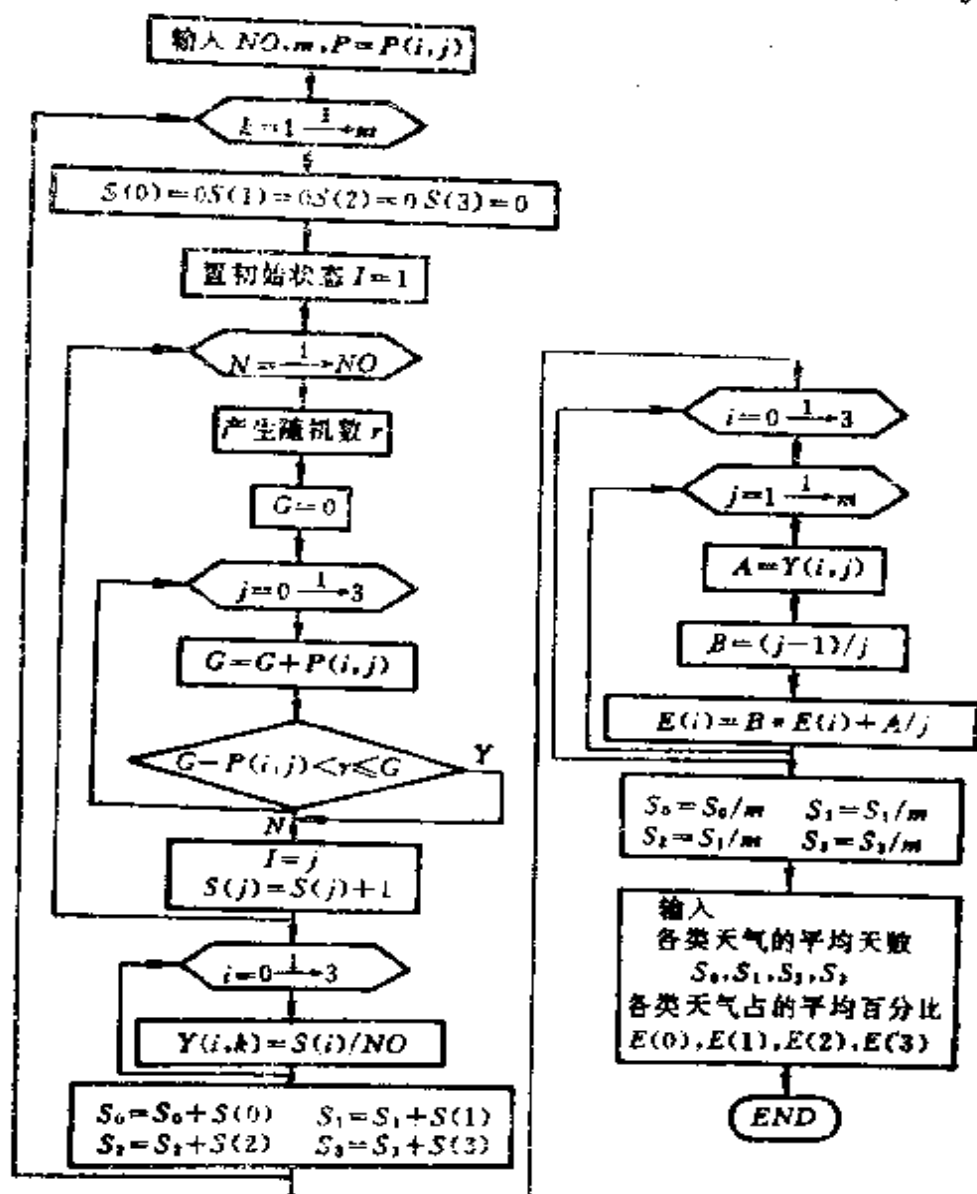 输入 NO,m,P=P(i,j)
k=1 1→m
S(0)=0S(1)=0S(2)=0 S(3)=0
置初始状态 I=1
N= 1→NO
产生随机数 r
G=0
j=0 1→3
G=G+P(i,j)
G-P(i,j)<r≤G
Y
N
I=j
S(j)=S(j)+1
i=0 1→3
Y(i,k)=S(i)/NO
S₀=S₀+S(0) S₁=S₁+S(1)
S₂=S₂+S(2) S₃=S₃+S(3)
i=0 1→3
j=1 1→m
A=Y(i,j)
B=(j-1)/j
E(i)=B*E(i)+A/j
S₀=S₀/m S₁=S₁/m
S₂=S₁/m S₃=S₃/m
输入
各类天气的平均天数
S₀,S₁,S₂,S₃
各类天气占的平均百分比
E(0),E(1),E(2),E(3)
END